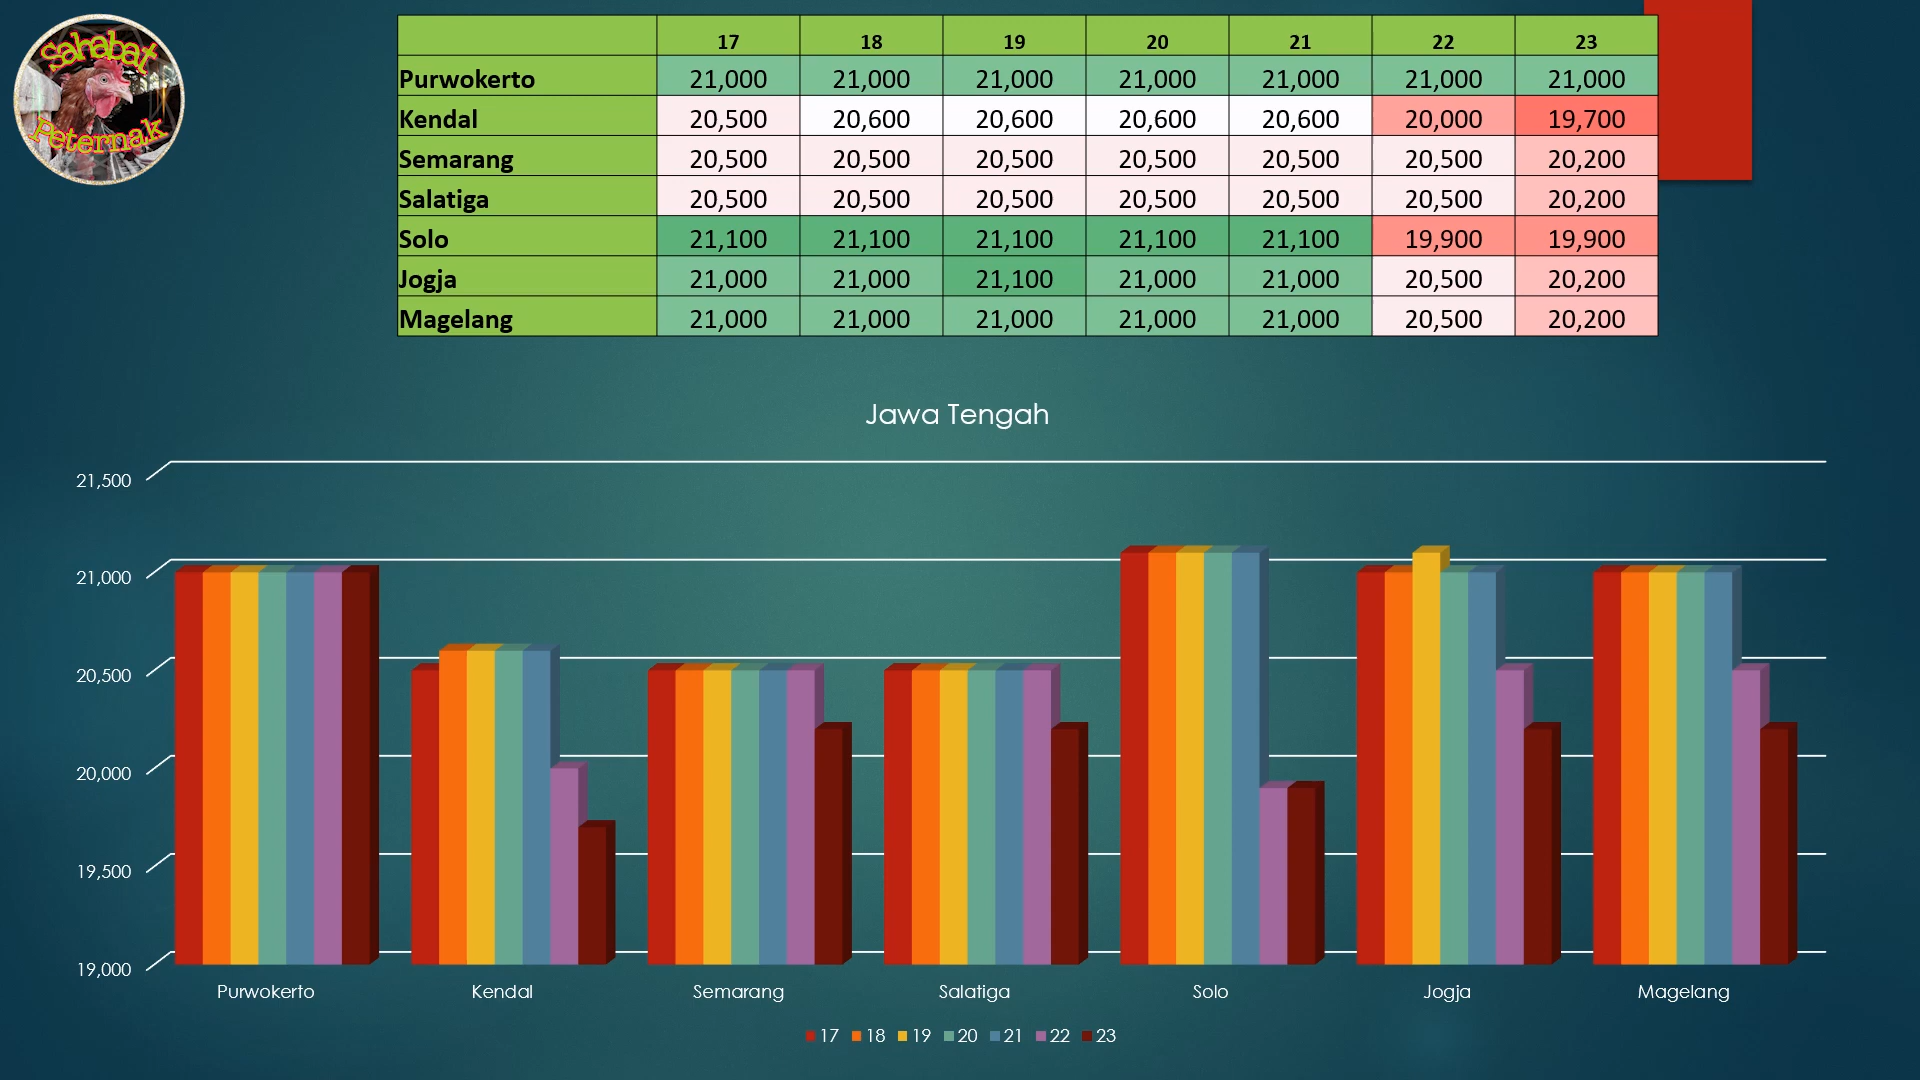 Sahabat
Peternak
17 18 19 20 21 22 23
Purwokerto 21,000 21,000 21,000 21,000 21,000 21,000 21,000
Kendal 20,500 20,600 20,600 20,600 20,600 20,000 19,700
Semarang 20,500 20,500 20,500 20,500 20,500 20,500 20,200
Salatiga 20,500 20,500 20,500 20,500 20,500 20,500 20,200
Solo 21,100 21,100 21,100 21,100 21,100 19,900 19,900
Jogja 21,000 21,000 21,100 21,000 21,000 20,500 20,200
Magelang 21,000 21,000 21,000 21,000 21,000 20,500 20,200
Jawa Tengah
21,500
21,000
20,500
20,000
19,500
19,000
Purwokerto Kendal Semarang Salatiga Solo Jogja Magelang
17 18 19 20 21 22 23